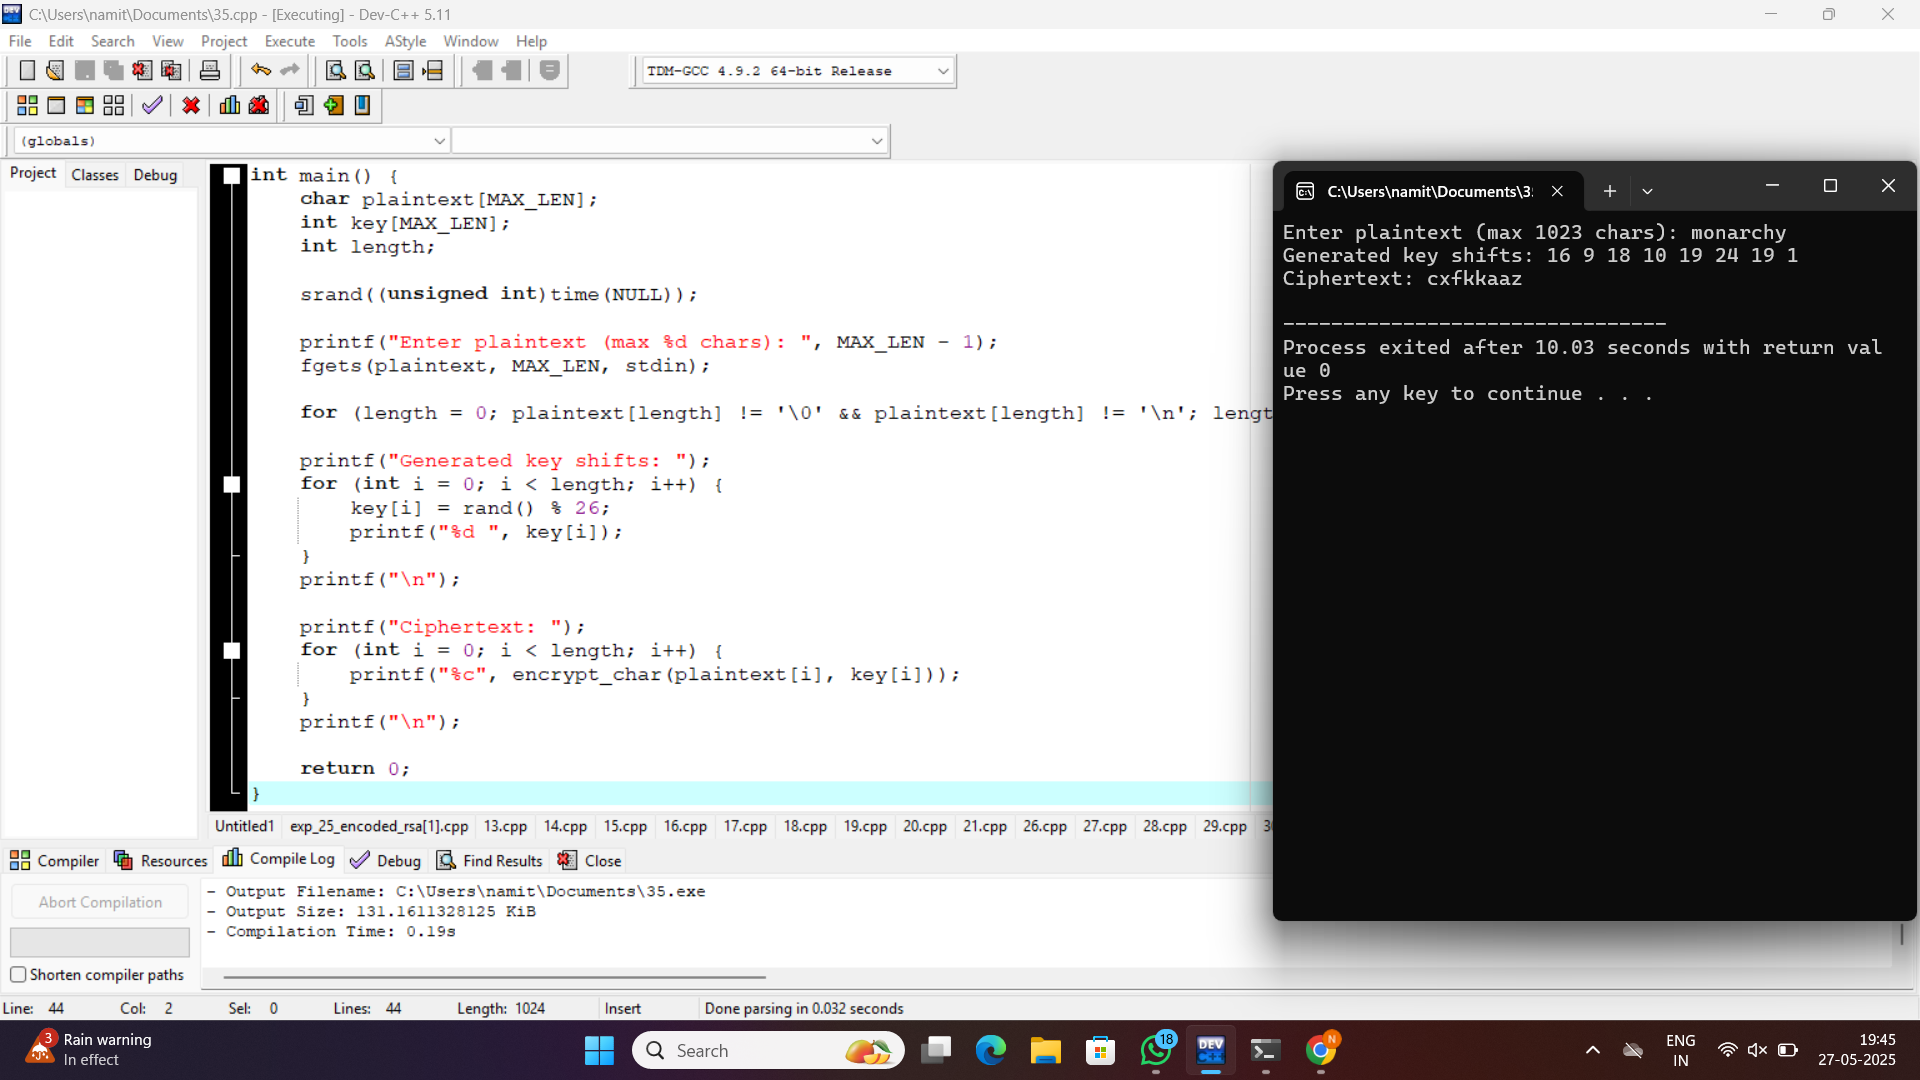 C:\Users\namit\Documents\35.cpp - [Executing] - Dev-C++ 5.11
File Edit Search View Project Execute Tools AStyle Window Help
TDM-GCC 4.9.2 64-bit Release
(globals)
Project Classes Debug
int main() {
char plaintext[MAX_LEN];
int key[MAX_LEN];
int length;
srand((unsigned int)time(NULL));
printf("Enter plaintext (max %d chars): ", MAX_LEN - 1);
fgets(plaintext, MAX_LEN, stdin);
for (length = 0; plaintext[length] != '\0' && plaintext[length] != '\n'; lengt
printf("Generated key shifts: ");
for (int i = 0; i < length; i++) {
key[i] = rand() % 26;
printf("%d ", key[i]);
}
printf("\n");
printf("Ciphertext: ");
for (int i = 0; i < length; i++) {
printf("%c", encrypt_char(plaintext[i], key[i]));
}
printf("\n");
return 0;
}
C:\Users\namit\Documents\3
Enter plaintext (max 1023 chars): monarchy
Generated key shifts: 16 9 18 10 19 24 19 1
Ciphertext: cxfkkaaz
--------------------------------
Process exited after 10.03 seconds with return val
ue 0
Press any key to continue . . .
Untitled1 exp_25_encoded_rsa[1].cpp 13.cpp 14.cpp 15.cpp 16.cpp 17.cpp 18.cpp 19.cpp 20.cpp 21.cpp 26.cpp 27.cpp 28.cpp 29.cpp 3
Compiler Resources Compile Log Debug Find Results Close
Abort Compilation
Shorten compiler paths
- Output Filename: C:\Users\namit\Documents\35.exe
- Output Size: 131.1611328125 KiB
- Compilation Time: 0.19s
Line: 44 Col: 2 Sel: 0 Lines: 44 Length: 1024 Insert Done parsing in 0.032 seconds
3 Rain warning
In effect
Search
18
DEV
N
ENG
IN
19:45
27-05-2025